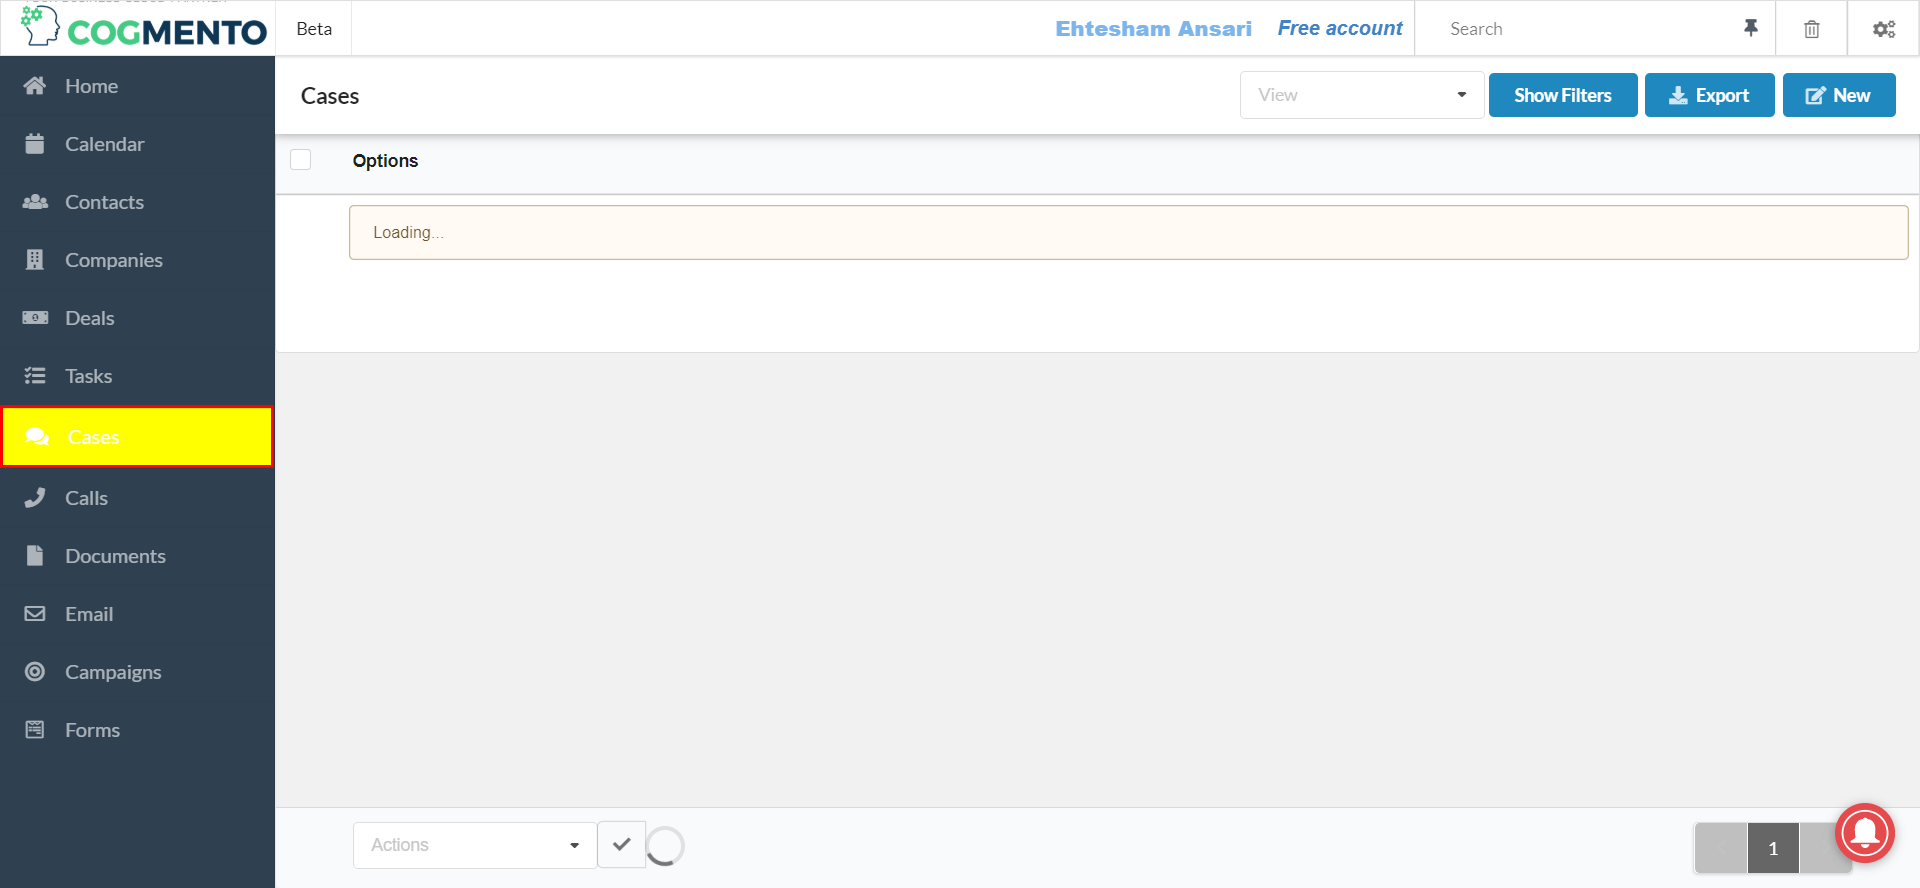 COGMENTO
Beta
Ehtesham Ansari
Free account
Search
Home
Calendar
Contacts
Companies
Deals
Tasks
Cases
Calls
Documents
Email
Campaigns
Forms
Cases
View
Show Filters
Export
New
Options
Loading...
Actions
1